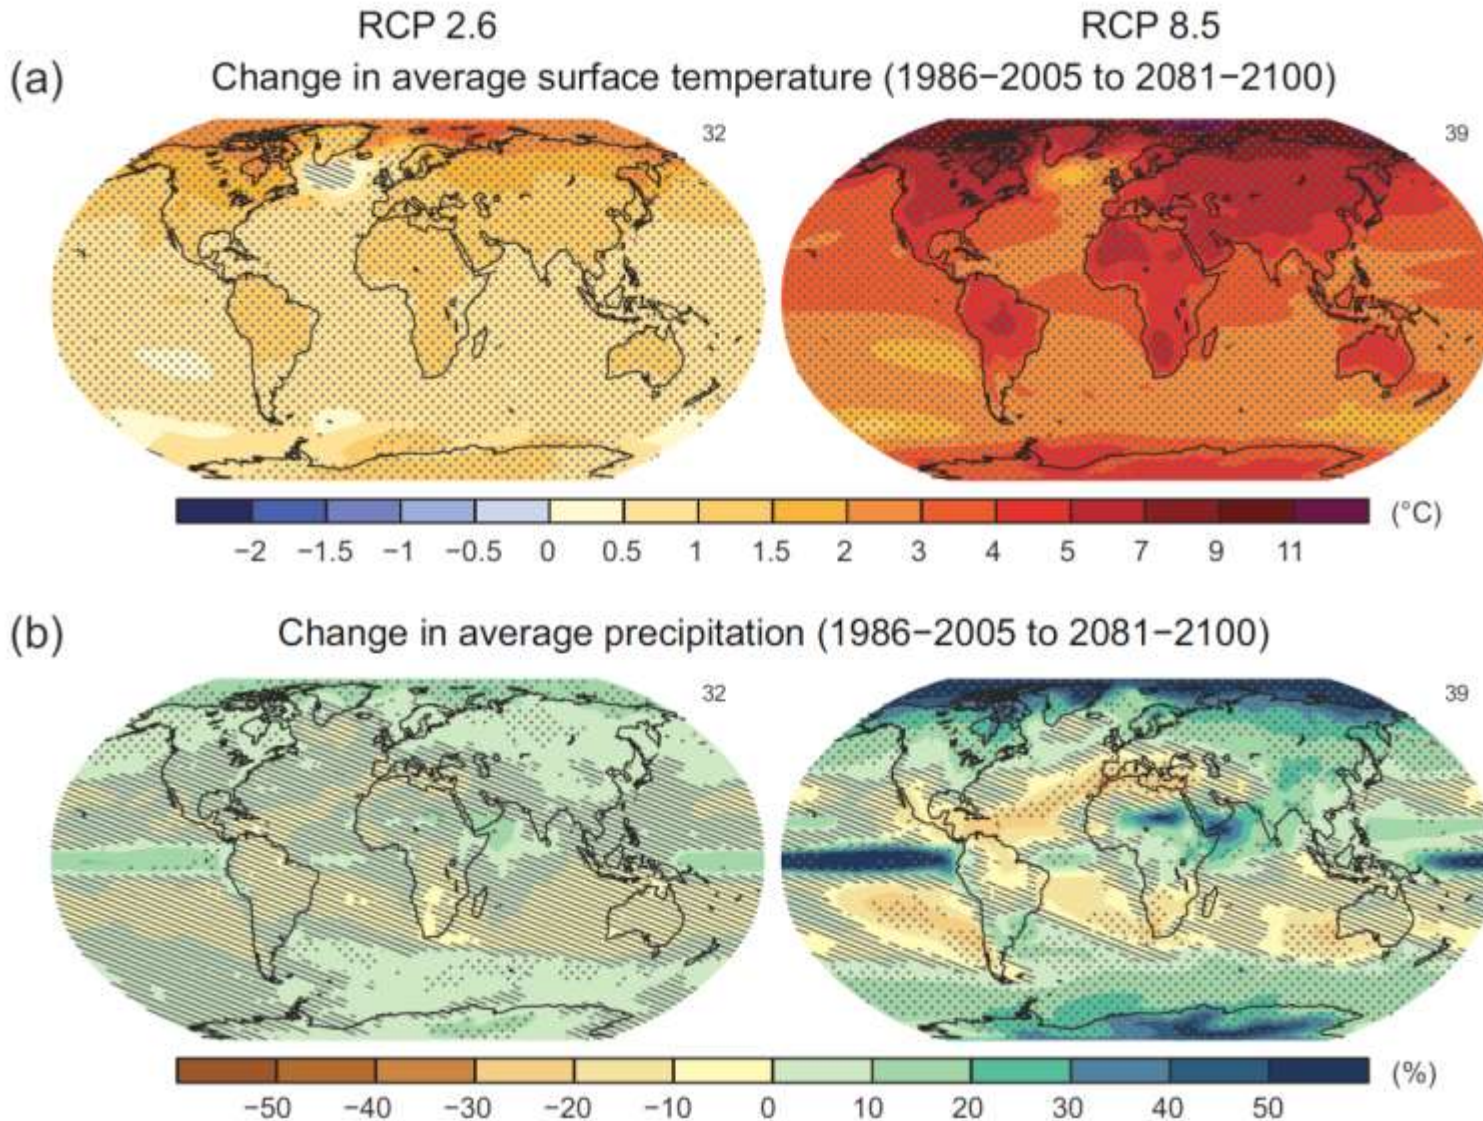 RCP 2.6
RCP 8.5
(a)
Change in average surface temperature (1986−2005 to 2081−2100)
32
39
−2 −1.5 −1 −0.5 0 0.5 1 1.5 2 3 4 5 7 9 11
(°C)
(b)
Change in average precipitation (1986−2005 to 2081−2100)
32
39
−50 −40 −30 −20 −10 0 10 20 30 40 50
(%)